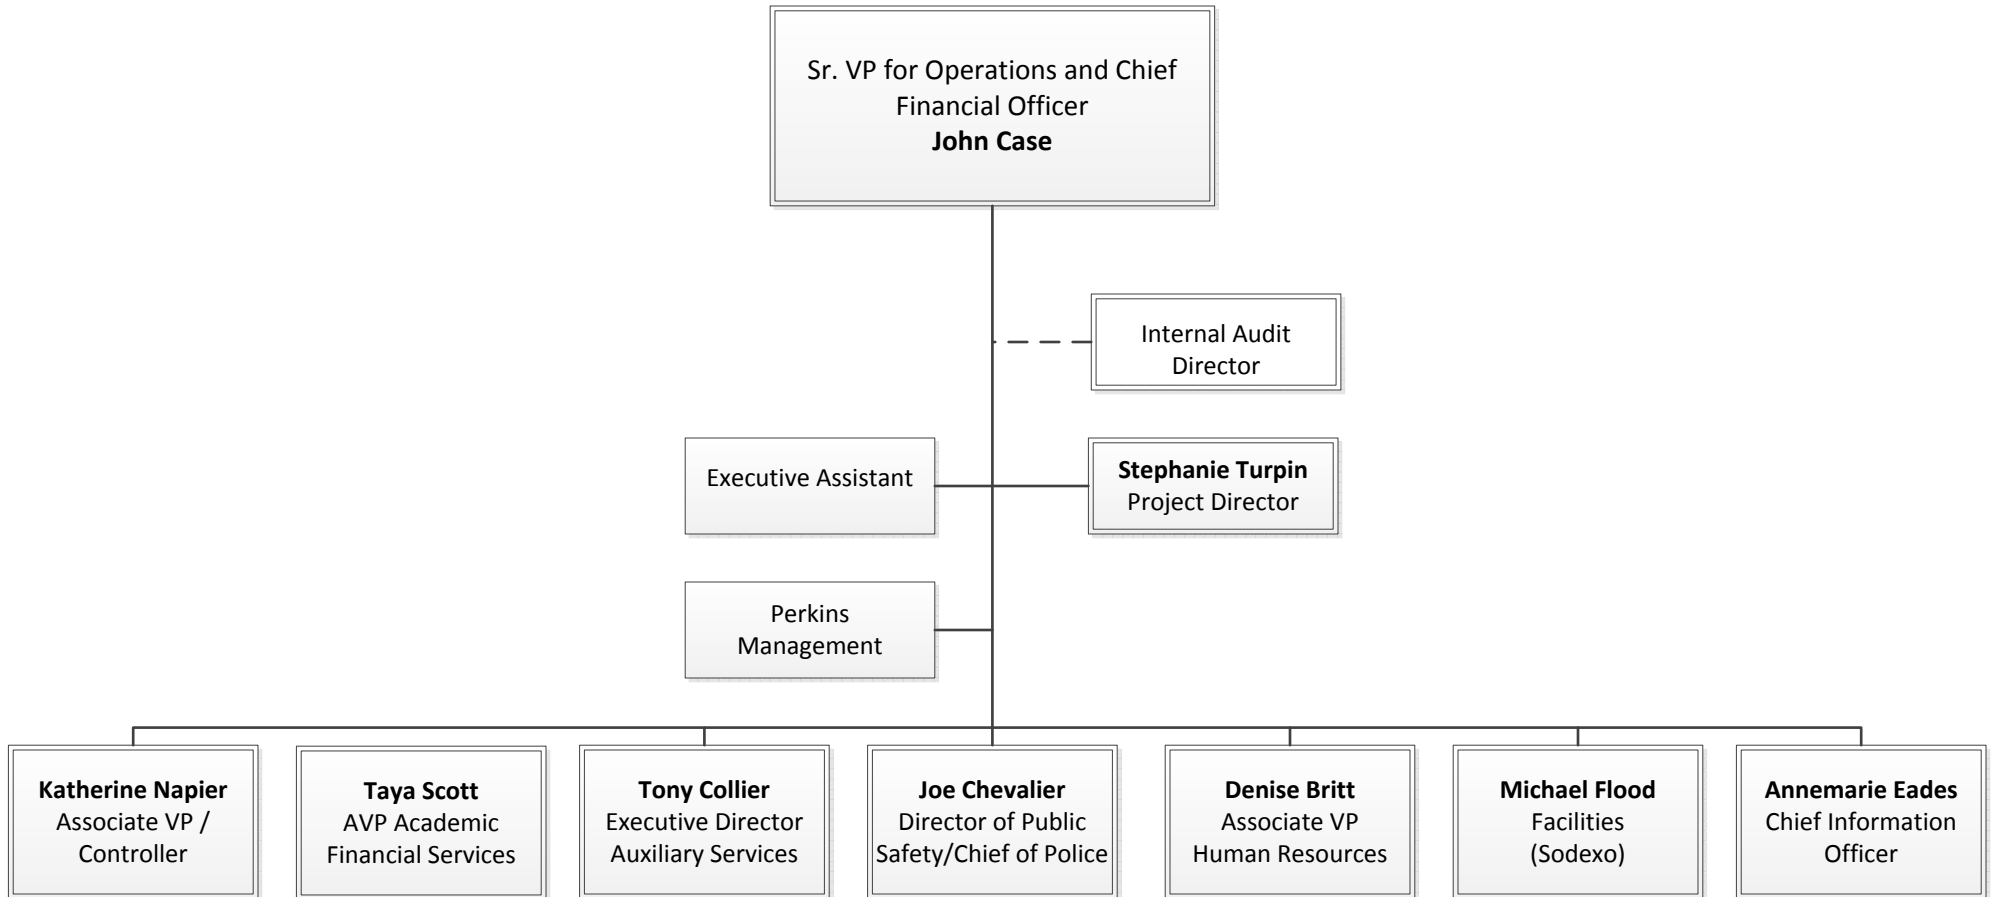 Sr. VP for Operations and Chief
Financial Officer
John Case
Internal Audit
Director
Executive Assistant
Stephanie Turpin
Project Director
Perkins
Management
Katherine Napier
Associate VP /
Controller
Taya Scott
AVP Academic
Financial Services
Tony Collier
Executive Director
Auxiliary Services
Joe Chevalier
Director of Public
Safety/Chief of Police
Denise Britt
Associate VP
Human Resources
Michael Flood
Facilities
(Sodexo)
Annemarie Eades
Chief Information
Officer